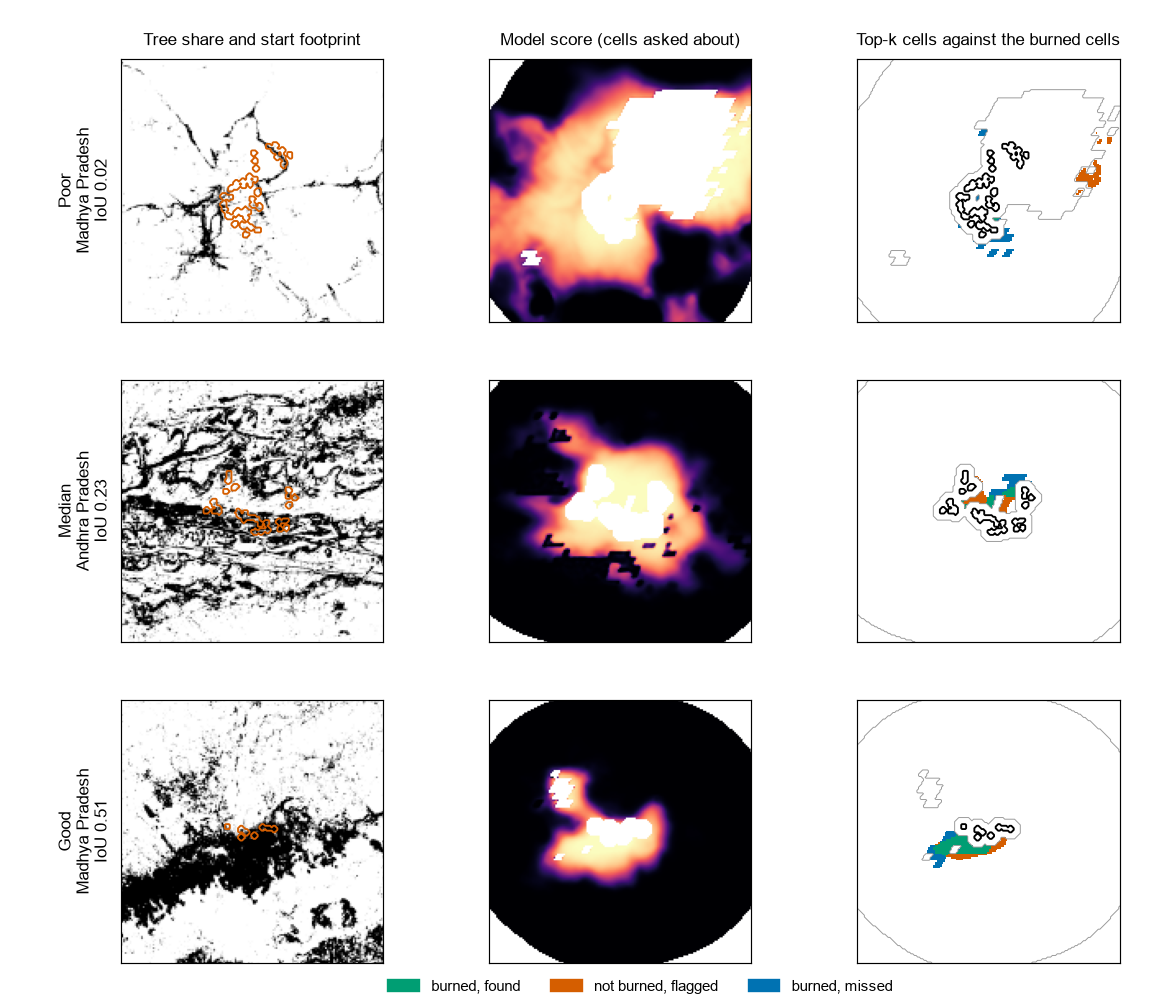 Tree share and start footprint
Model score (cells asked about)
Top-k cells against the burned cells
Poor
Madhya Pradesh
IoU 0.02
Median
Andhra Pradesh
IoU 0.23
Good
Madhya Pradesh
IoU 0.51
burned, found
not burned, flagged
burned, missed